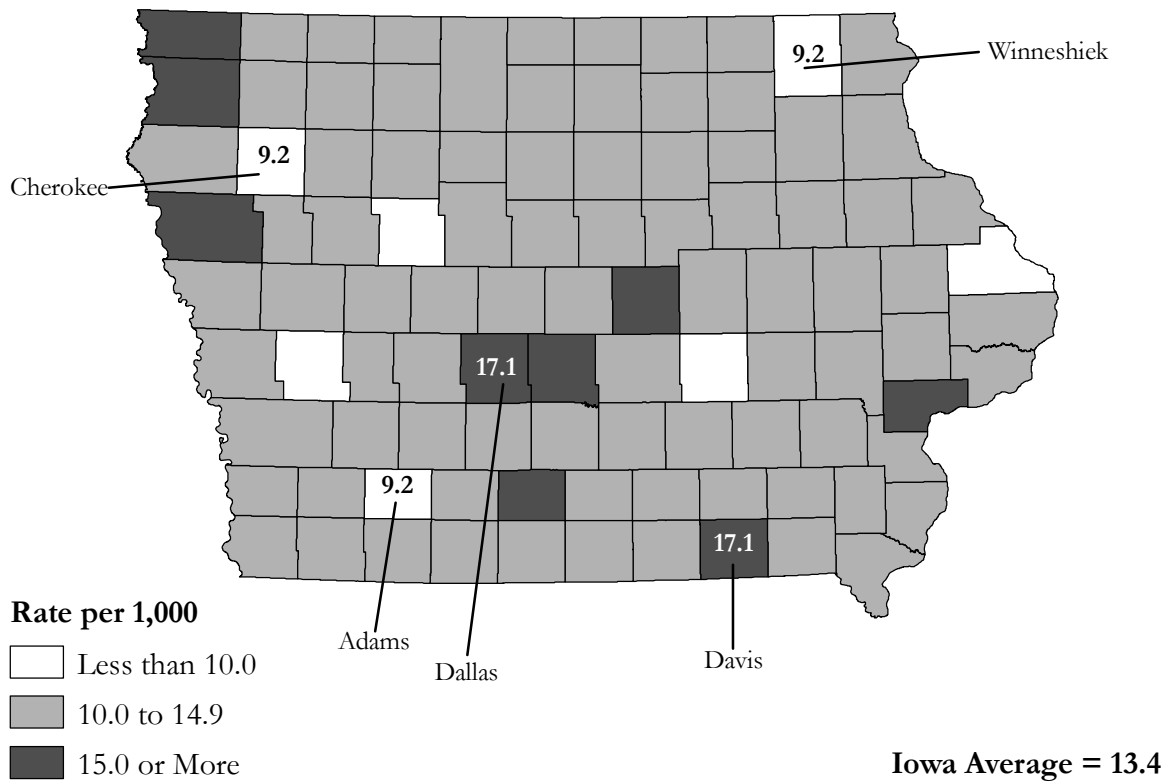 9.2
Winneshiek
9.2
Cherokee
17.1
9.2
17.1
Rate per 1,000
Adams
Dallas
Davis
Less than 10.0
10.0 to 14.9
15.0 or More
Iowa Average = 13.4